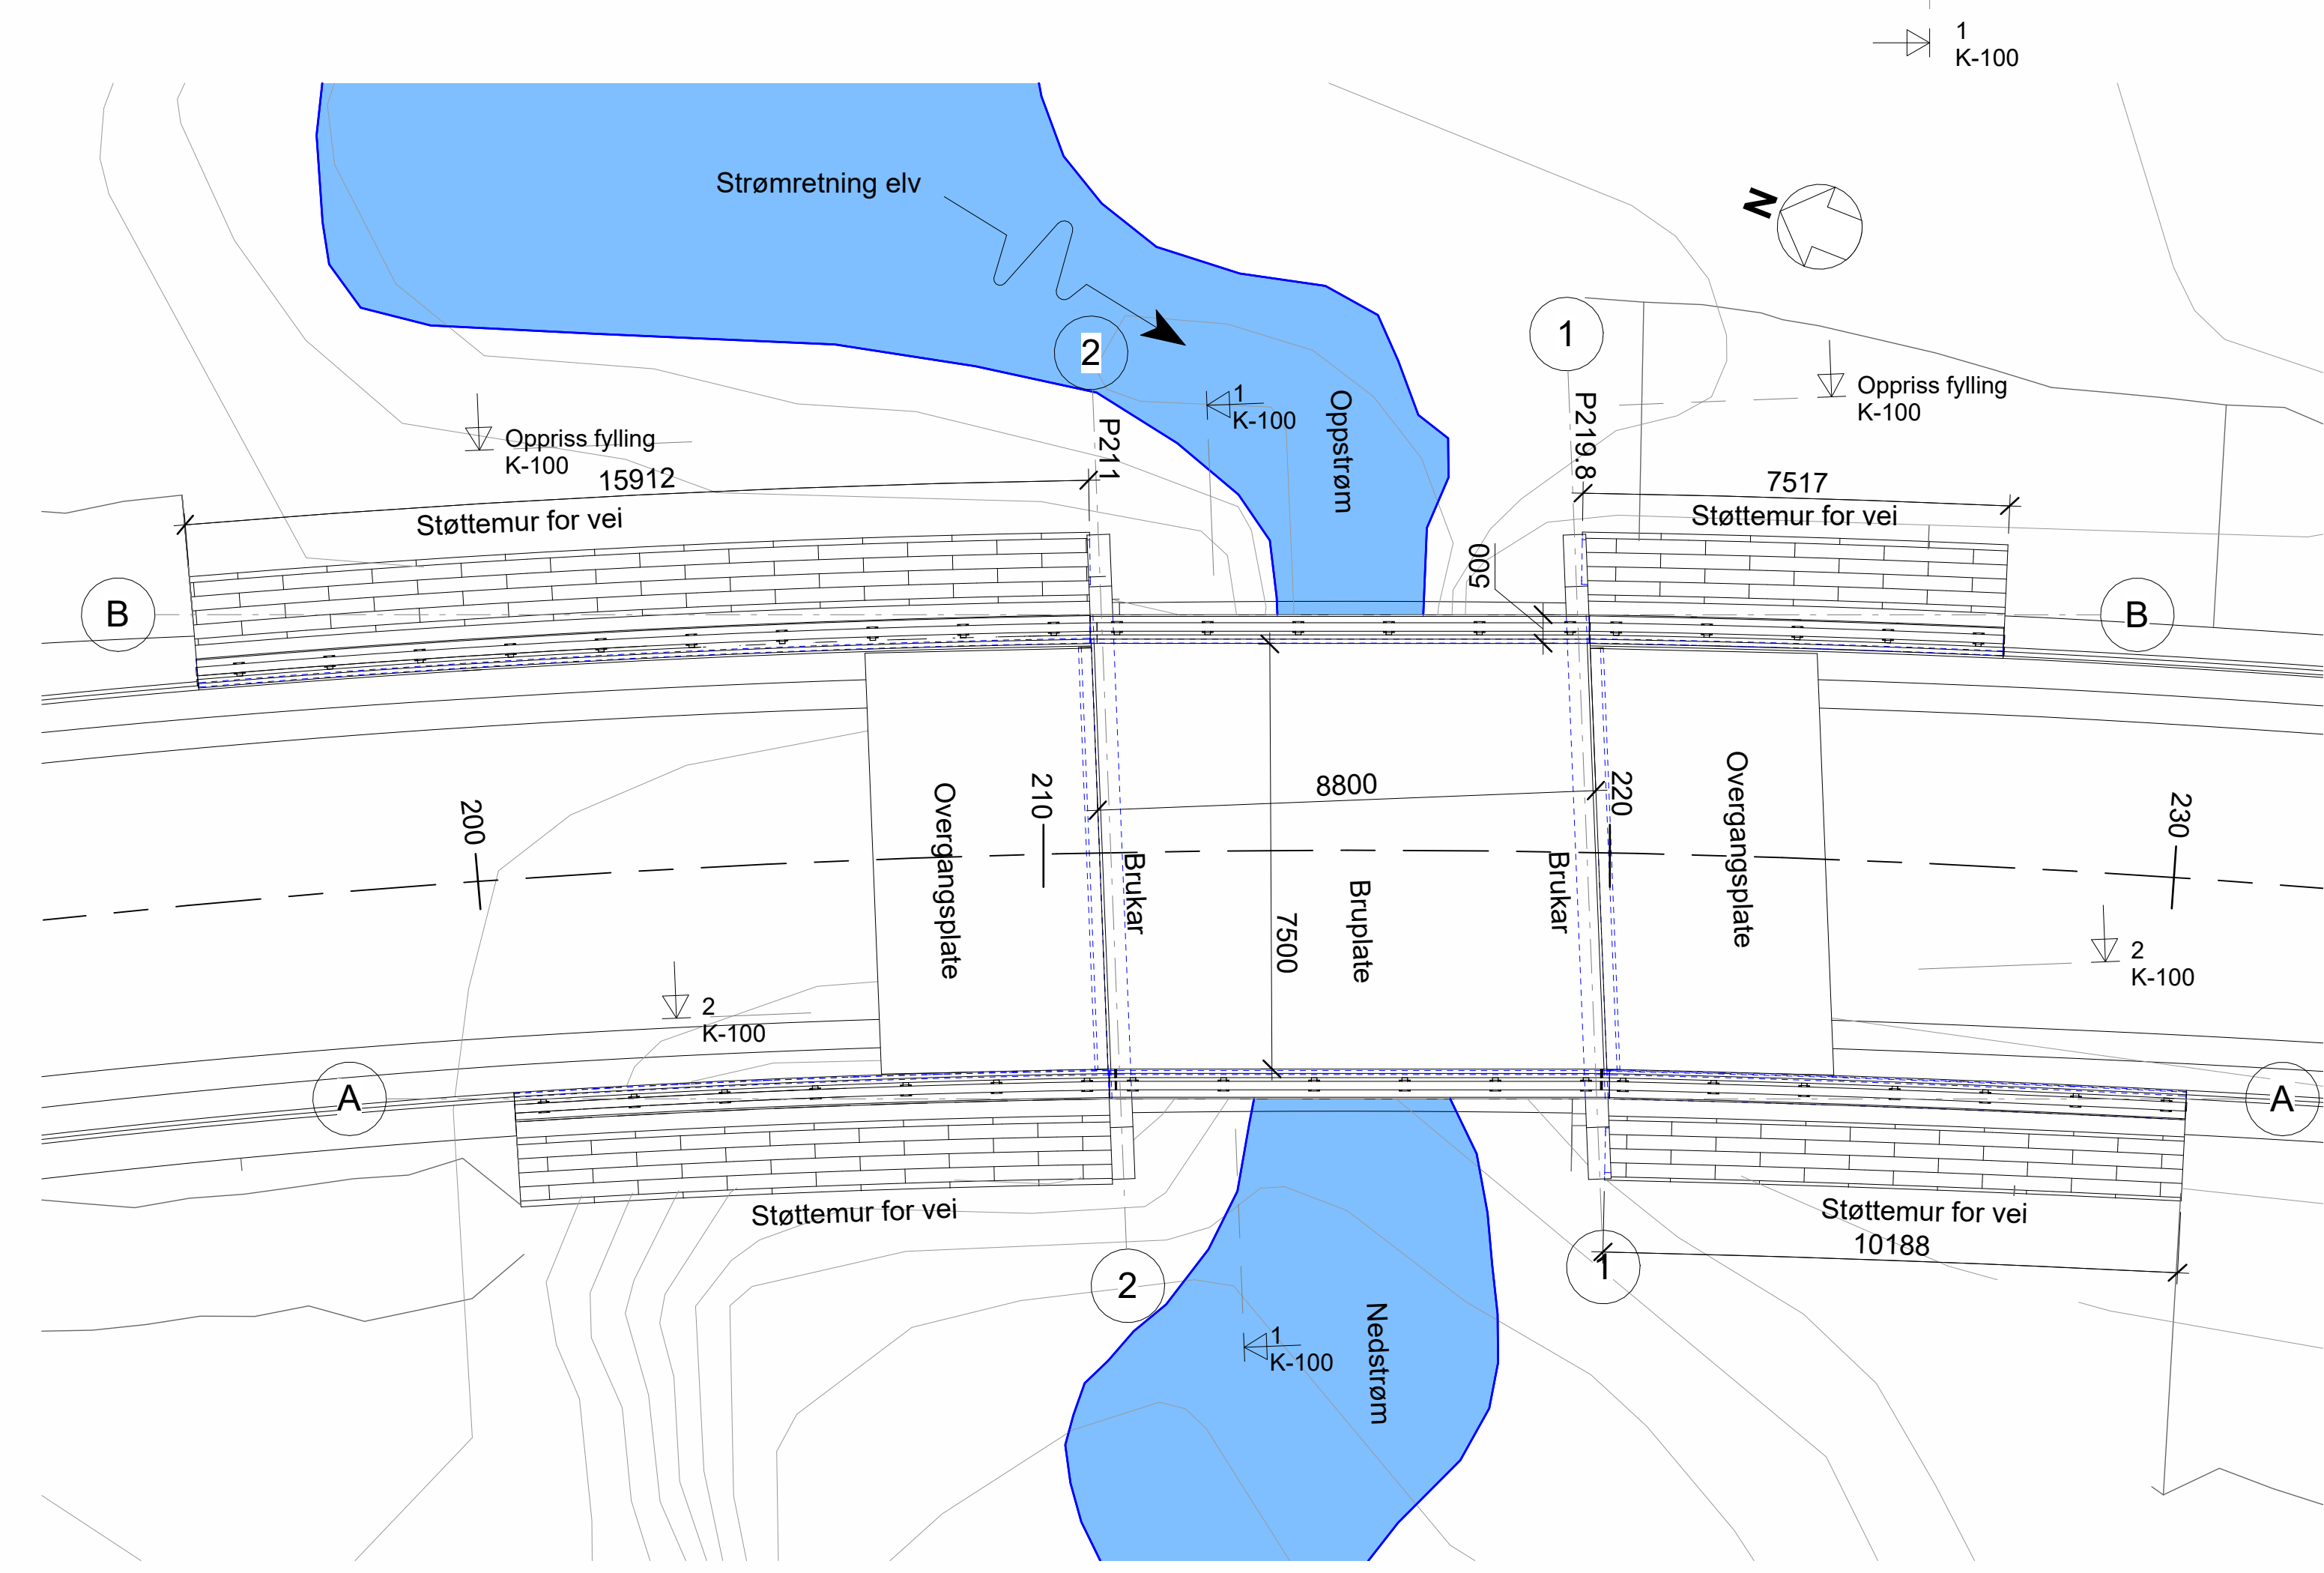 1
K-100
Strømretning elv
N
2
1
1
K-100
Oppstrøm
P211
P219.8
Oppriss fylling
K-100
Oppriss fylling
K-100
15912
7517
Støttemur for vei
Støttemur for vei
500
B
B
8800
200
210
220
230
Overgangsplate
Brukar
Bruplate
Brukar
Overgangsplate
7500
2
K-100
2
K-100
A
A
Støttemur for vei
Støttemur for vei
10188
2
1
1
K-100
Nedstrøm